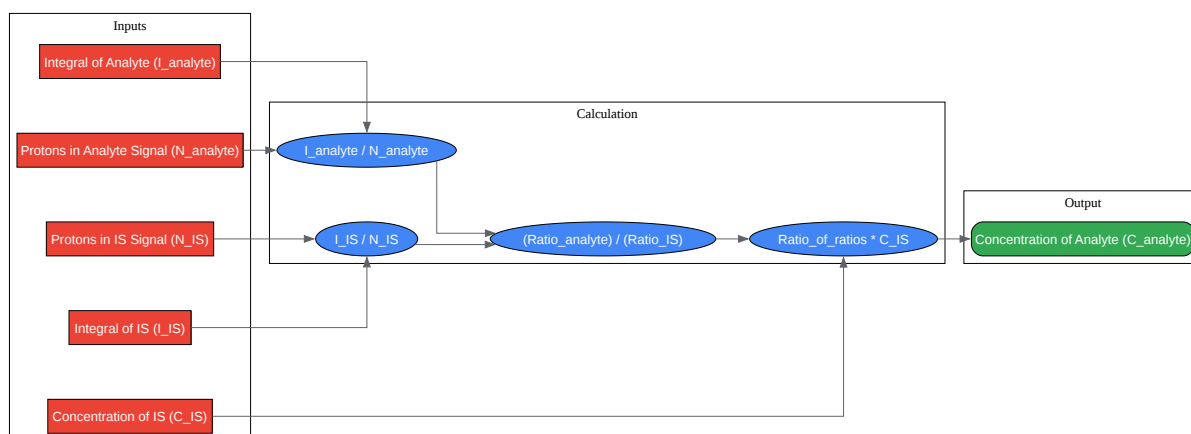 Inputs
Integral of Analyte (I_analyte)
Calculation
Protons in Analyte Signal (N_analyte)
I_analyte / N_analyte
Output
Protons in IS Signal (N_IS)
I_IS / N_IS
(Ratio_analyte) / (Ratio_IS)
Ratio_of_ratios * C_IS
Concentration of Analyte (C_analyte)
Integral of IS (I_IS)
Concentration of IS (C_IS)